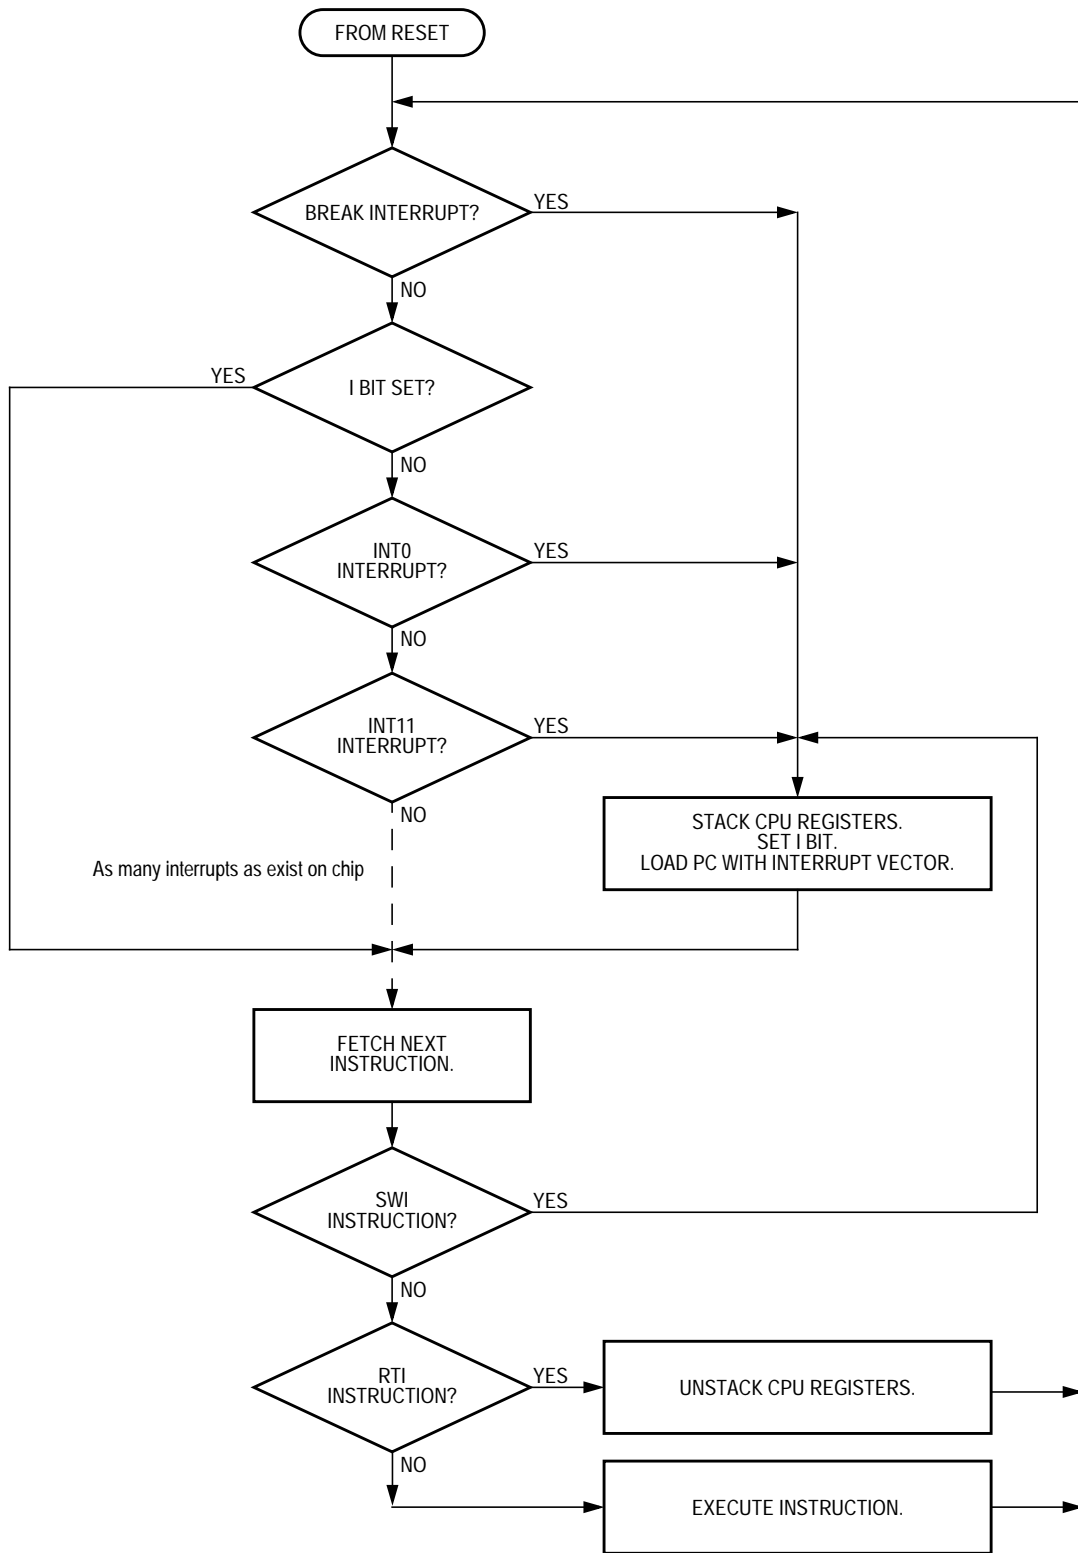 FROM RESET
BREAK INTERRUPT?
YES
NO
YES
I BIT SET?
NO
INT0
INTERRUPT?
YES
NO
INT11
INTERRUPT?
YES
NO
STACK CPU REGISTERS.
SET I BIT.
LOAD PC WITH INTERRUPT VECTOR.
As many interrupts as exist on chip
FETCH NEXT
INSTRUCTION.
SWI
INSTRUCTION?
YES
NO
RTI
INSTRUCTION?
YES
UNSTACK CPU REGISTERS.
NO
EXECUTE INSTRUCTION.